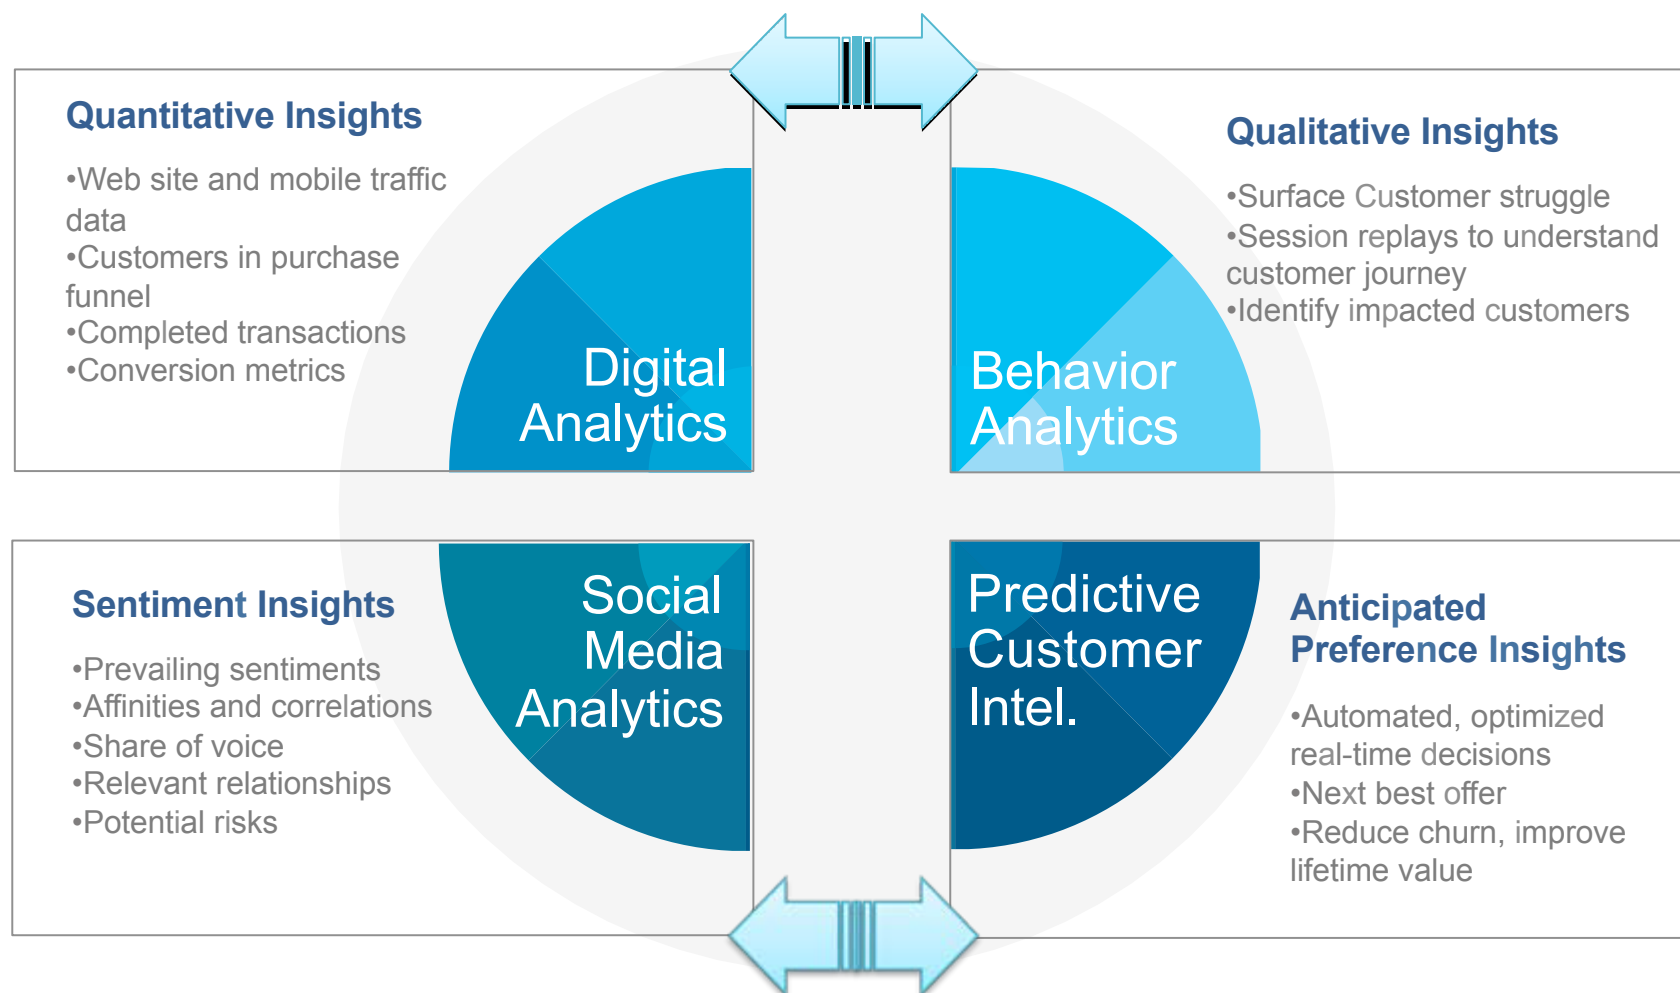 Quantitative Insights
•Web site and mobile traffic
data
•Customers in purchase
funnel
•Completed transactions
•Conversion metrics
Digital
Analytics
Qualitative Insights
•Surface Customer struggle
•Session replays to understand
customer journey
•Identify impacted customers
Behavior
Analytics
Sentiment Insights
•Prevailing sentiments
•Affinities and correlations
•Share of voice
•Relevant relationships
•Potential risks
Social
Media
Analytics
Predictive
Customer
Intel.
Anticipated
Preference Insights
•Automated, optimized
real-time decisions
•Next best offer
•Reduce churn, improve
lifetime value